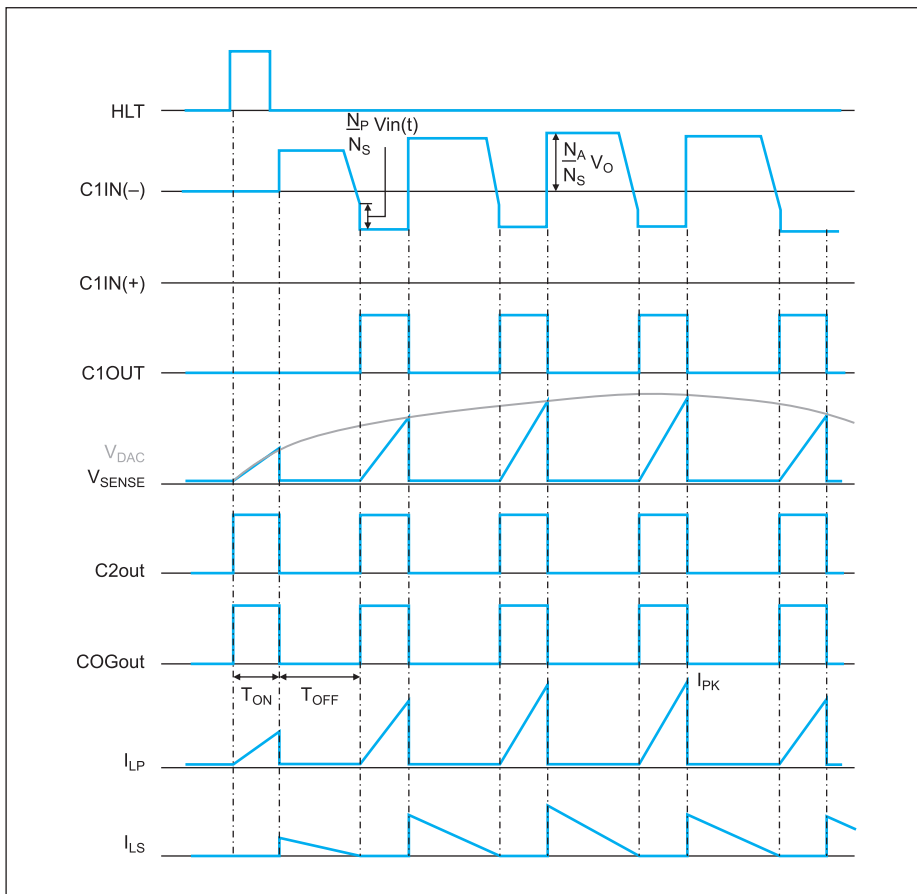 HLT
N_P/N_S Vin(t)
N_A/N_S V_O
C1IN(–)
C1IN(+)
C1OUT
V_DAC
V_SENSE
C2out
COGout
T_ON
T_OFF
I_PK
I_LP
I_LS